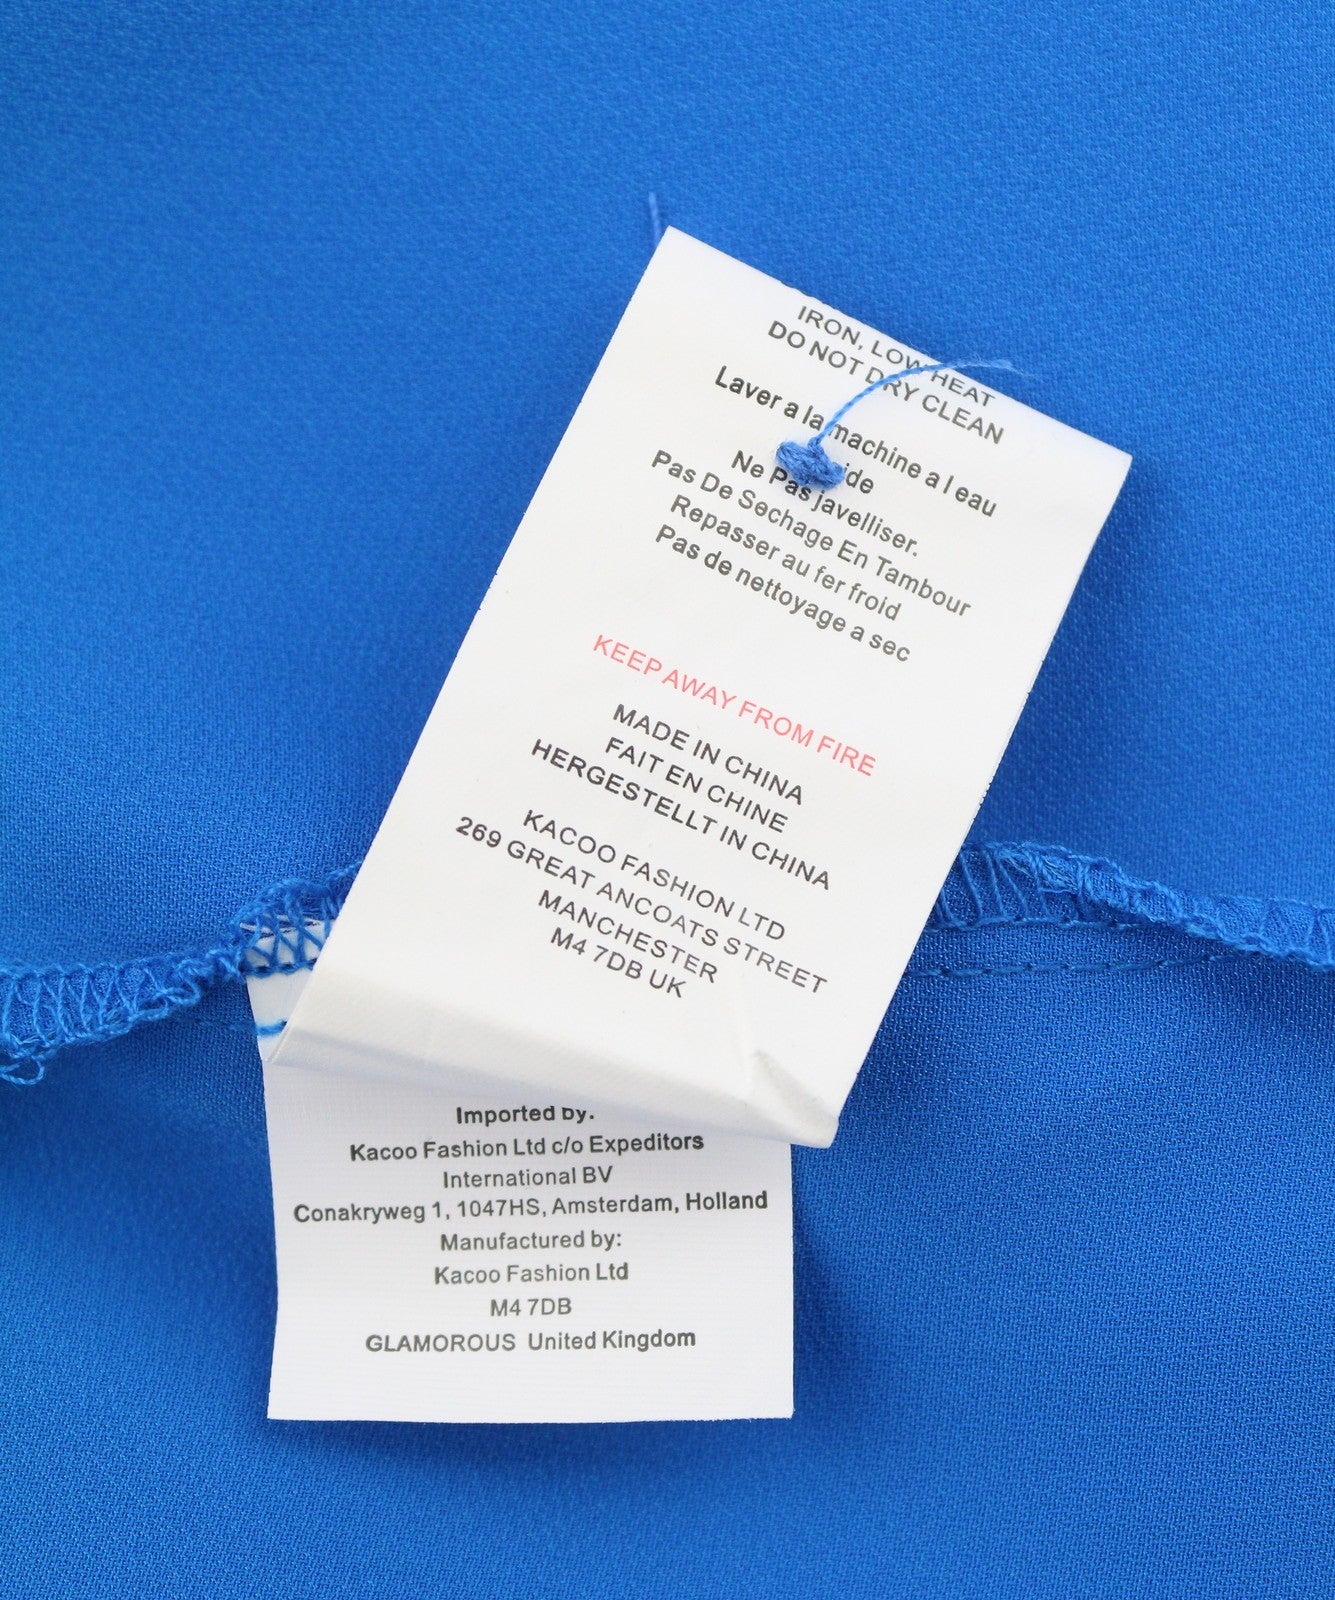 IRON, LOW HEAT
DO NOT DRY CLEAN
Laver a la machine a l eau
Ne Pas javelliser.
Pas De Sechage En Tambour
Repasser au fer froid
Pas de nettoyage a sec
KEEP AWAY FROM FIRE
MADE IN CHINA
FAIT EN CHINE
HERGESTELLT IN CHINA
KACOO FASHION LTD
269 GREAT ANCOATS STREET
MANCHESTER
M4 7DB UK
Imported by:
Kacoo Fashion Ltd c/o Expeditors
International BV
Conakryweg 1, 1047HS, Amsterdam, Holland
Manufactured by:
Kacoo Fashion Ltd
M4 7DB
GLAMOROUS United Kingdom